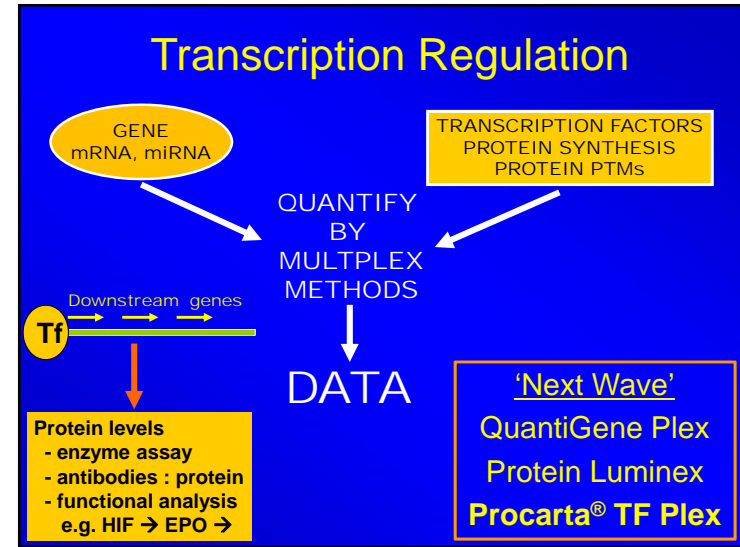 Transcription Regulation
GENE
mRNA, miRNA
TRANSCRIPTION FACTORS
PROTEIN SYNTHESIS
PROTEIN PTMs
QUANTIFY
BY
MULTPLEX
METHODS
Downstream genes
Tf
DATA
Protein levels
- enzyme assay
- antibodies : protein
- functional analysis
e.g. HIF → EPO →
‘Next Wave’
QuantiGene Plex
Protein Luminex
Procarta® TF Plex